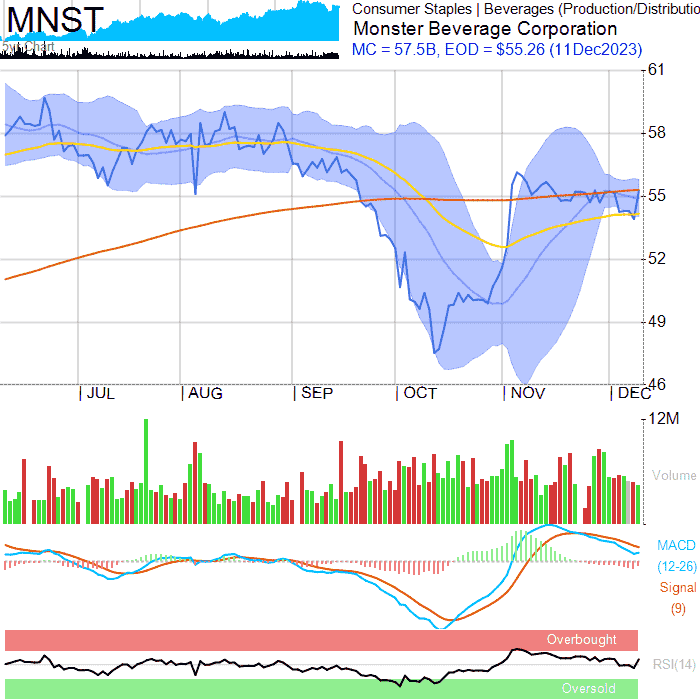 MNST
5yr Chart
Consumer Staples | Beverages (Production/Distributio
Monster Beverage Corporation
MC = 57.5B, EOD = $55.26 (11Dec2023)
61
58
55
52
49
46
| JUL | AUG | SEP | OCT | NOV | DEC
12M
Volume
MACD
(12-26)
Signal
(9)
Overbought
RSI(14)
Oversold